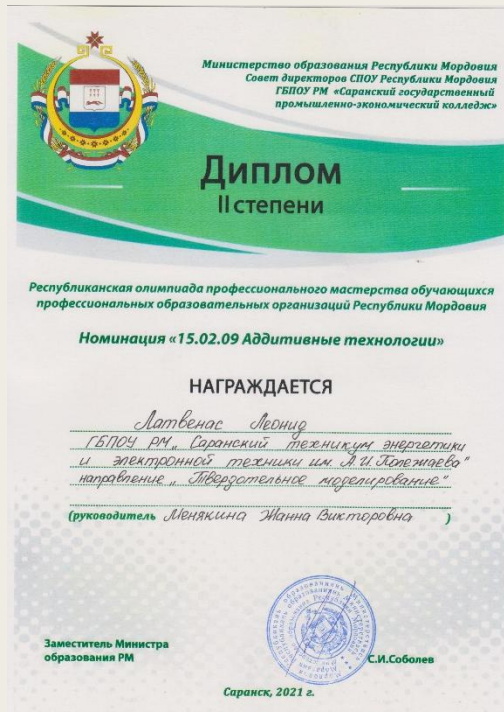 Министерство образования Республики Мордовия
Совет директоров СПОУ Республики Мордовия
ГБПОУ РМ «Саранский государственный
промышленно-экономический колледж»
Диплом
II степени
Республиканская олимпиада профессионального мастерства обучающихся
профессиональных образовательных организаций Республики Мордовия
Номинация «15.02.09 Аддитивные технологии»
НАГРАЖДАЕТСЯ
Латвенас Леонид
ГБПОУ РМ „Саранский техникум энергетики
и электронной техники им. А.И. Полежаева"
направление „Твердотельное моделирование"
(руководитель Менякина Жанна Викторовна )
Заместитель Министра
образования РМ
С.И.Соболев
Саранск, 2021 г.